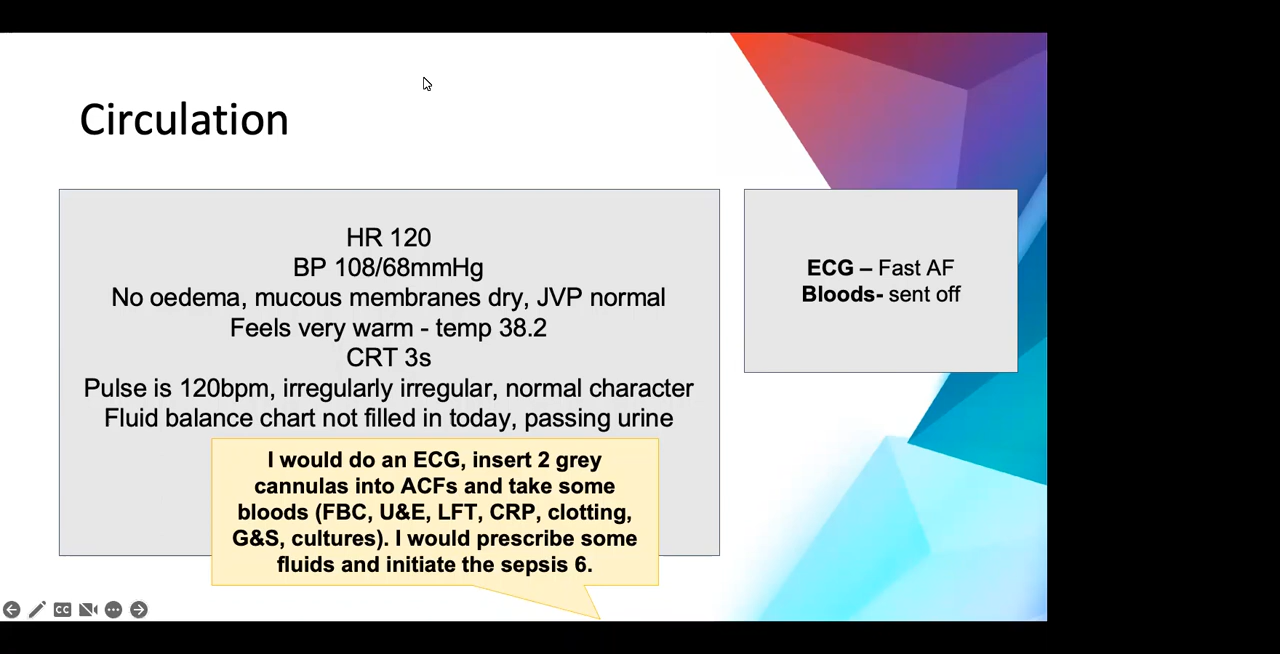 Circulation
HR 120
BP 108/68mmHg
No oedema, mucous membranes dry, JVP normal
Feels very warm - temp 38.2
CRT 3s
Pulse is 120bpm, irregularly irregular, normal character
Fluid balance chart not filled in today, passing urine
I would do an ECG, insert 2 grey
cannulas into ACFs and take some
bloods (FBC, U&E, LFT, CRP, clotting,
G&S, cultures). I would prescribe some
fluids and initiate the sepsis 6.
ECG – Fast AF
Bloods- sent off
CC